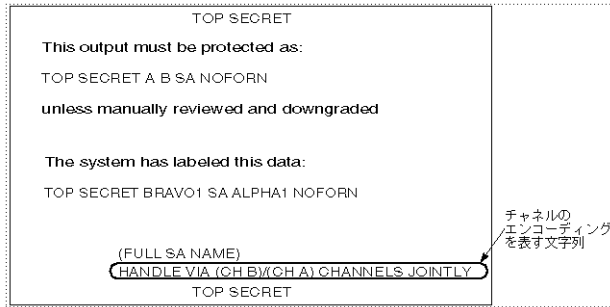 TOP SECRET
This output must be protected as:
TOP SECRET A B SA NOFORN
unless manually reviewed and downgraded
The system has labeled this data:
TOP SECRET BRAVO1 SA ALPHA1 NOFORN
(FULL SA NAME)
HANDLE VIA (CH B)/(CH A) CHANNELS JOINTLY
TOP SECRET
チャネルの
エンコーディング
を表す文字列